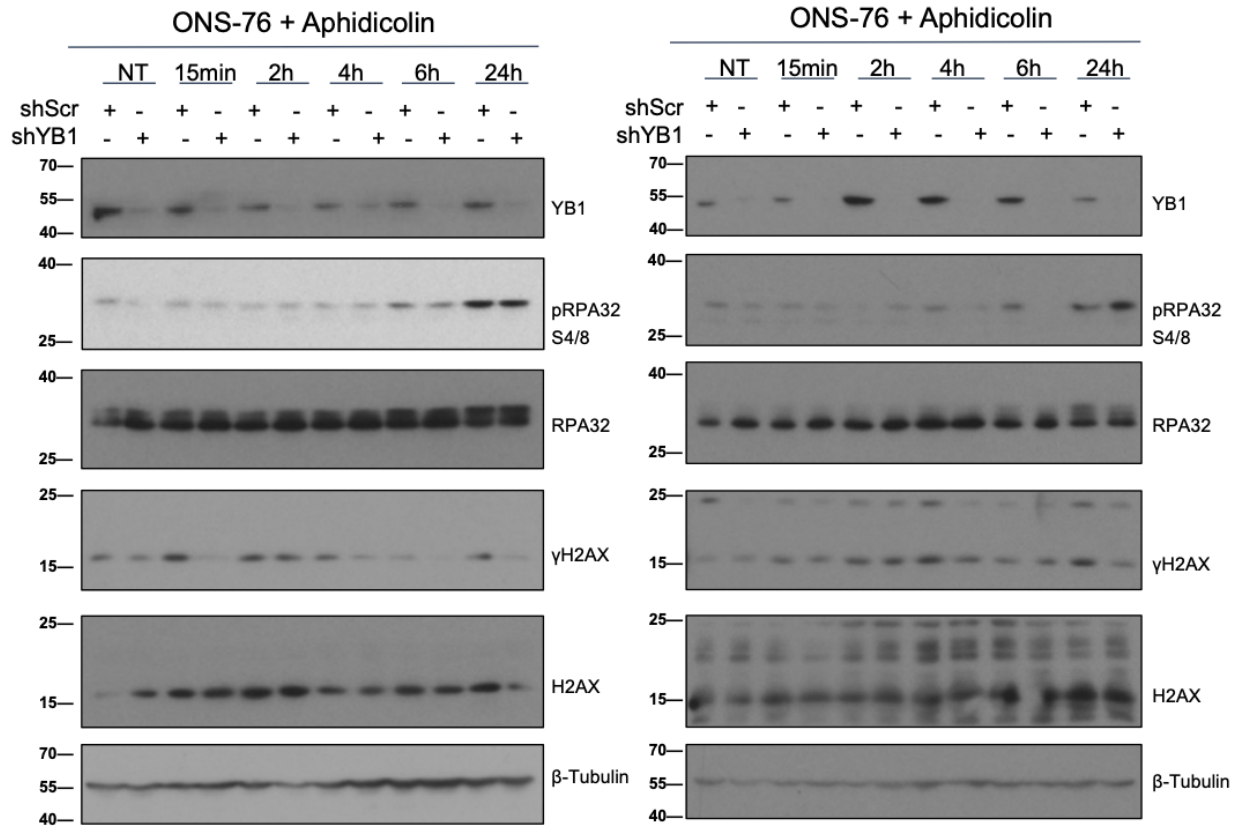 ONS-76 + Aphidicolin
NT 15min 2h 4h 6h 24h
shScr + - + - + - + - + - + -
shYB1 - + - + - + - + - + - +
70—
55—
40—
YB1
40—
25—
pRPA32
S4/8
40—
25—
RPA32
25—
15—
γH2AX
25—
15—
H2AX
70—
55—
40—
β-Tubulin
ONS-76 + Aphidicolin
NT 15min 2h 4h 6h 24h
shScr + - + - + - + - + - + -
shYB1 - + - + - + - + - + - +
70—
55—
40—
YB1
40—
25—
pRPA32
S4/8
40—
25—
RPA32
25—
15—
γH2AX
25—
15—
H2AX
70—
55—
40—
β-Tubulin